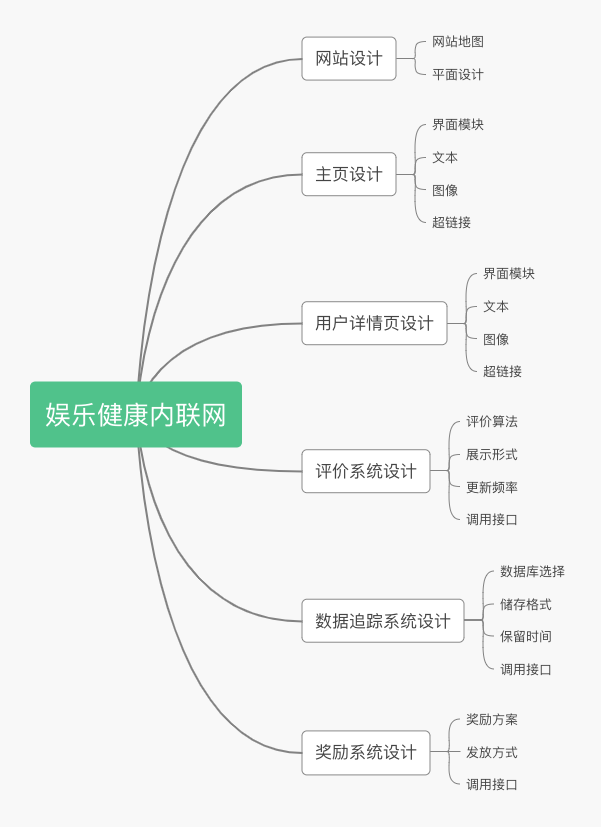 娱乐健康内联网
网站设计
网站地图
平面设计
主页设计
界面模块
文本
图像
超链接
用户详情页设计
界面模块
文本
图像
超链接
评价系统设计
评价算法
展示形式
更新频率
调用接口
数据追踪系统设计
数据库选择
储存格式
保留时间
调用接口
奖励系统设计
奖励方案
发放方式
调用接口